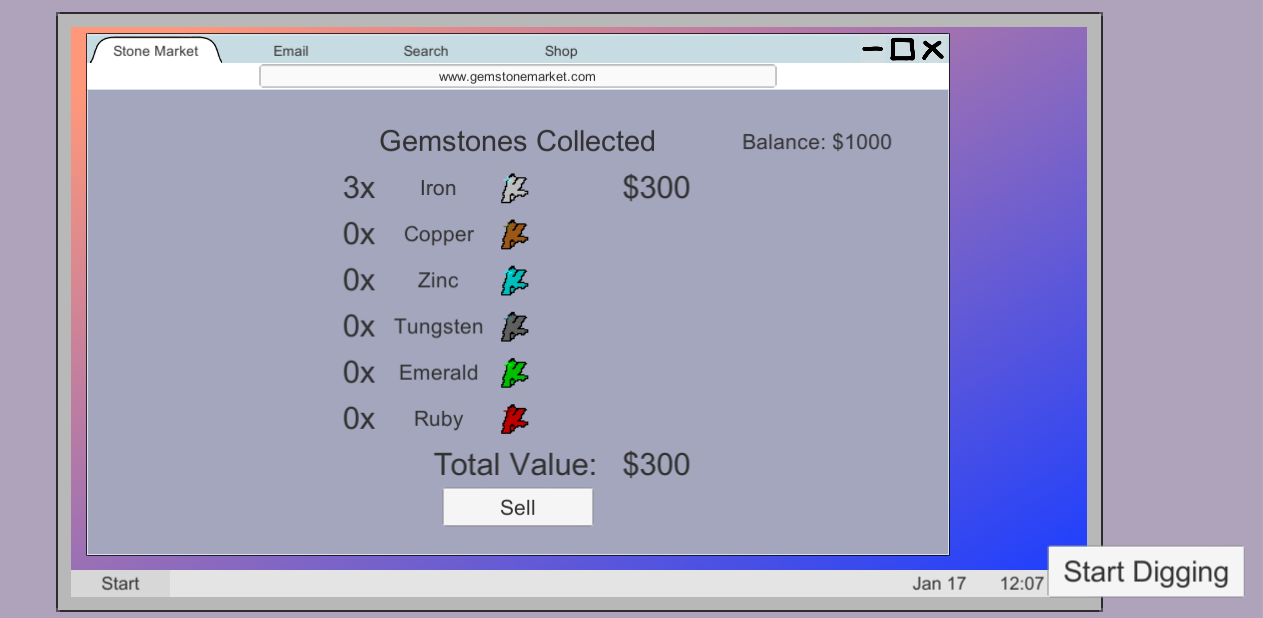 Stone Market Email Search Shop
www.gemstonemarket.com
Gemstones Collected Balance: $1000
3x Iron $300
0x Copper
0x Zinc
0x Tungsten
0x Emerald
0x Ruby
Total Value: $300
Sell
Start Jan 17 12:07
Start Digging